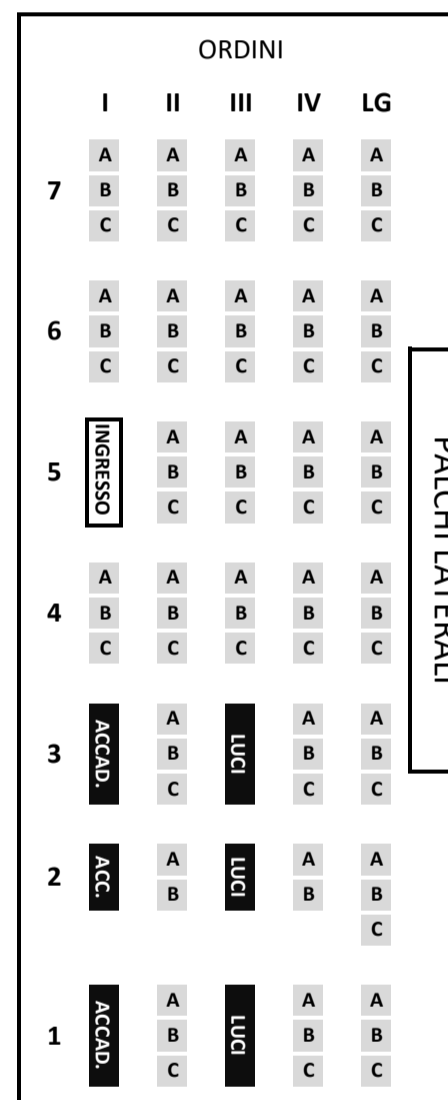 ORDINI
I II III IV LG
A A A A A
7 B B B B B
C C C C C
A A A A A
6 B B B B B
C C C C C
PALCHI LATERALI
INGRESSO
A A A A
5 B B B B
C C C C
A A A A A
4 B B B B B
C C C C C
ACCAD.
LUCI
A A A
3 B B B
C C C
ACC.
LUCI
A A A
2 B B B
C
ACCAD.
LUCI
A A A
1 B B B
C C C